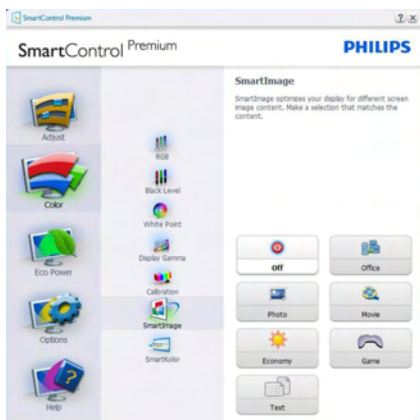 SmartControl Premium
SmartControl Premium
PHILIPS
Adjust
Color
Eco Power
Options
Help
RGB
Black Level
White Point
Display Gamma
Calibration
SmartImage
SmartKolor
SmartImage
SmartImage optimizes your display for different screen
image content. Make a selection that matches the
content.
Off
Office
Photo
Movie
Economy
Game
Text